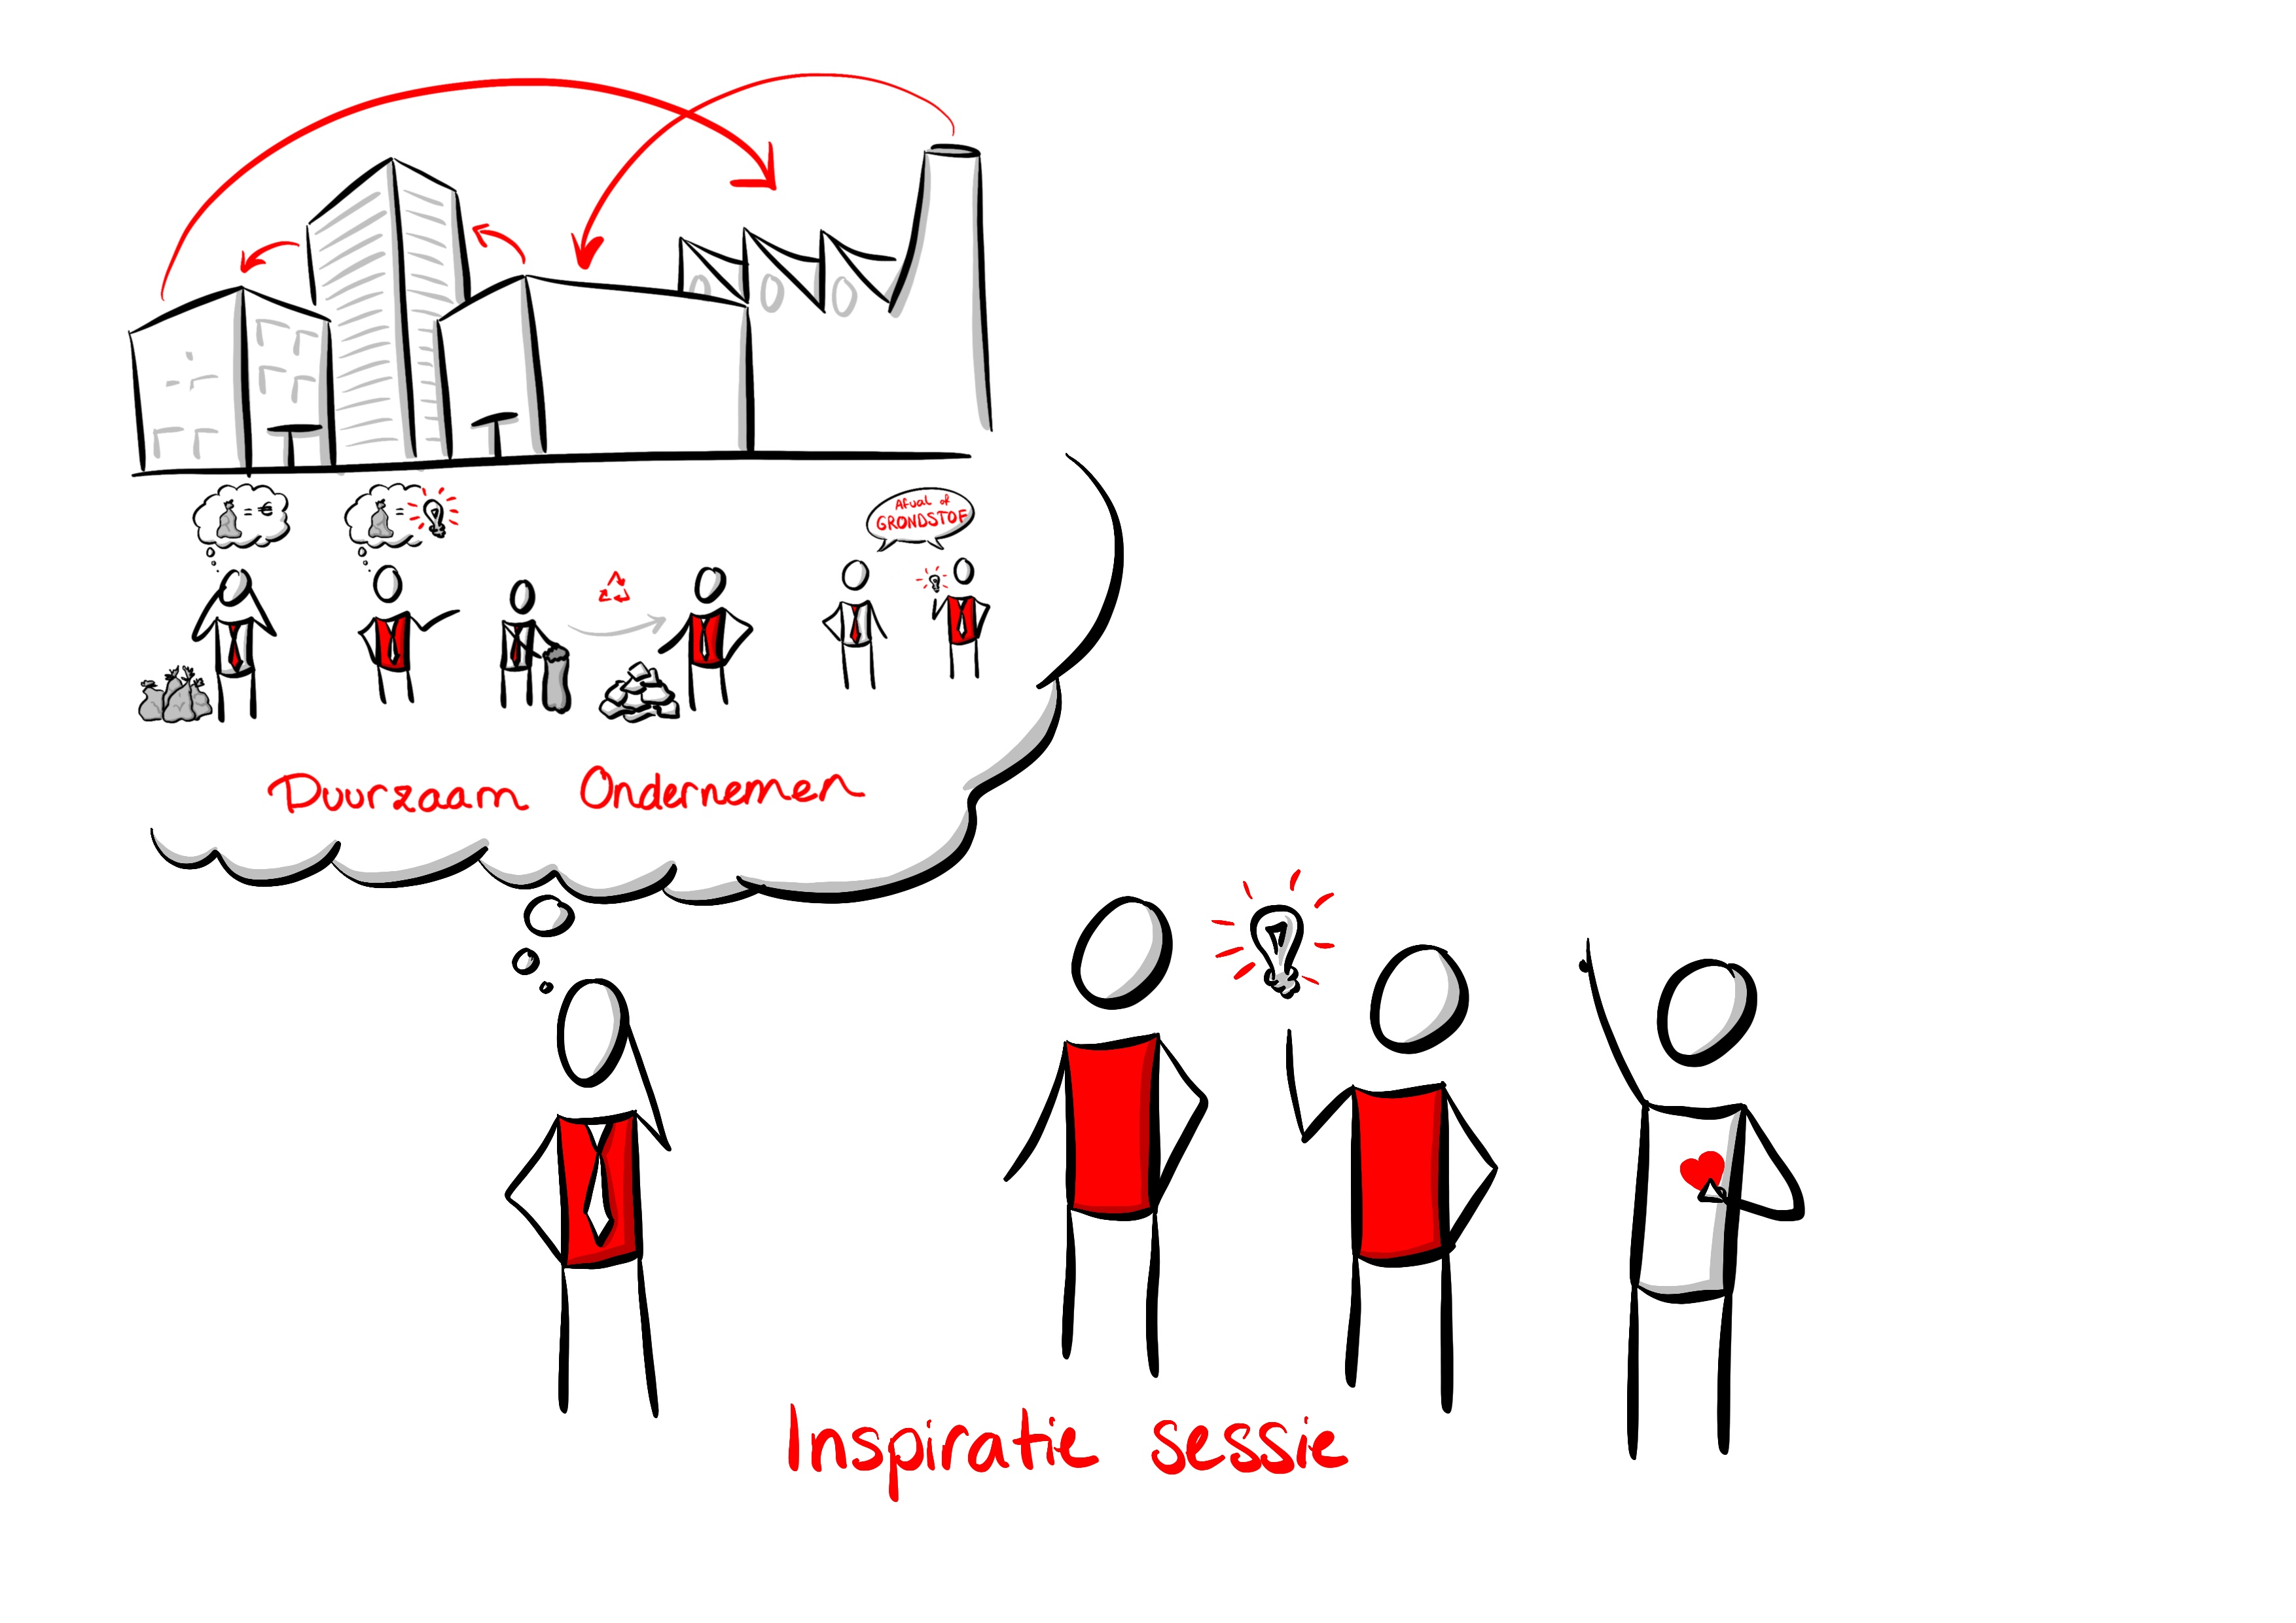 = €
=
Afval of
GRONDSTOF
Duurzaam Ondernemen
Inspiratie sessie